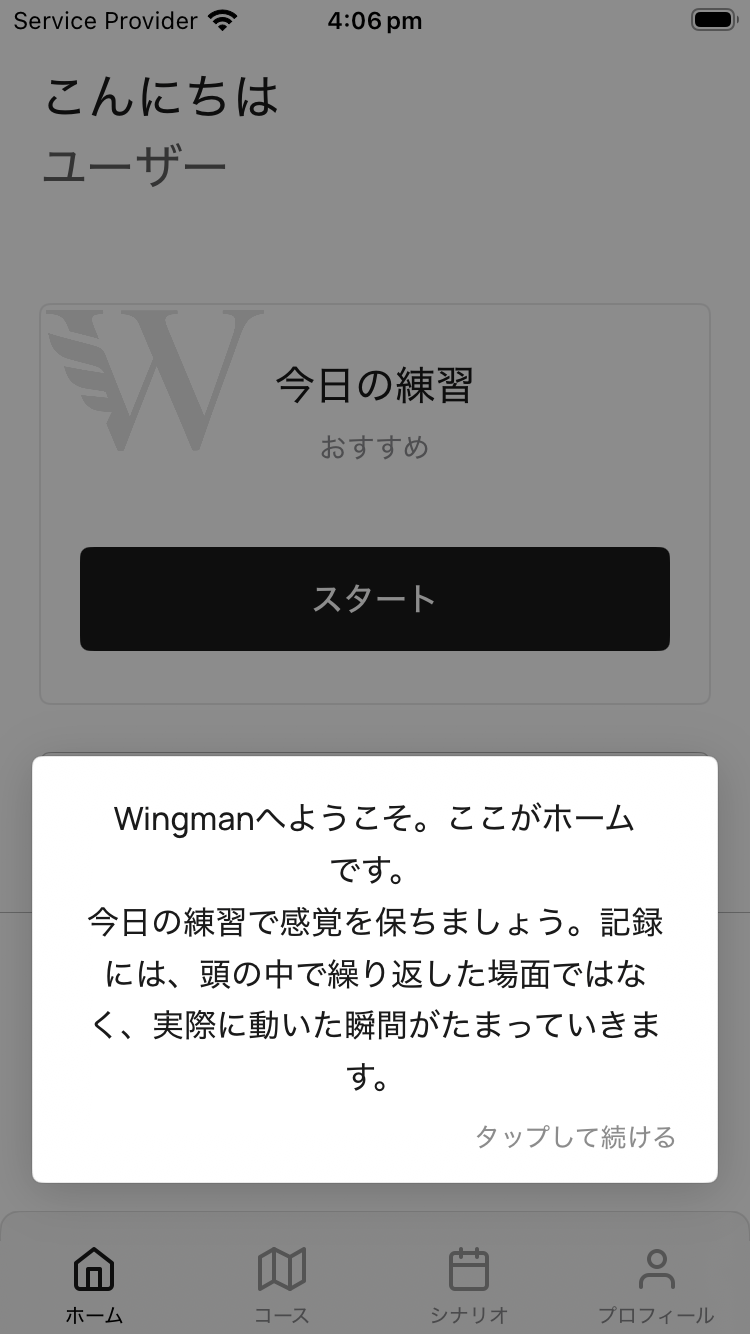 Service Provider 4:06 pm
こんにちは
ユーザー
W
今日の練習
おすすめ
スタート
Wingmanへようこそ。ここがホーム
です。
今日の練習で感覚を保ちましょう。記録
には、頭の中で繰り返した場面ではな
く、実際に動いた瞬間がたまっていきま
す。
タップして続ける
ホーム コース シナリオ プロフィール